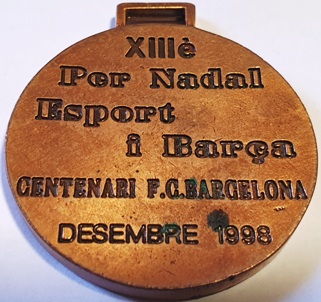 XIIIè
Per Nadal
Esport
i Barça
CENTENARI F.C.BARCELONA
DESEMBRE 1998